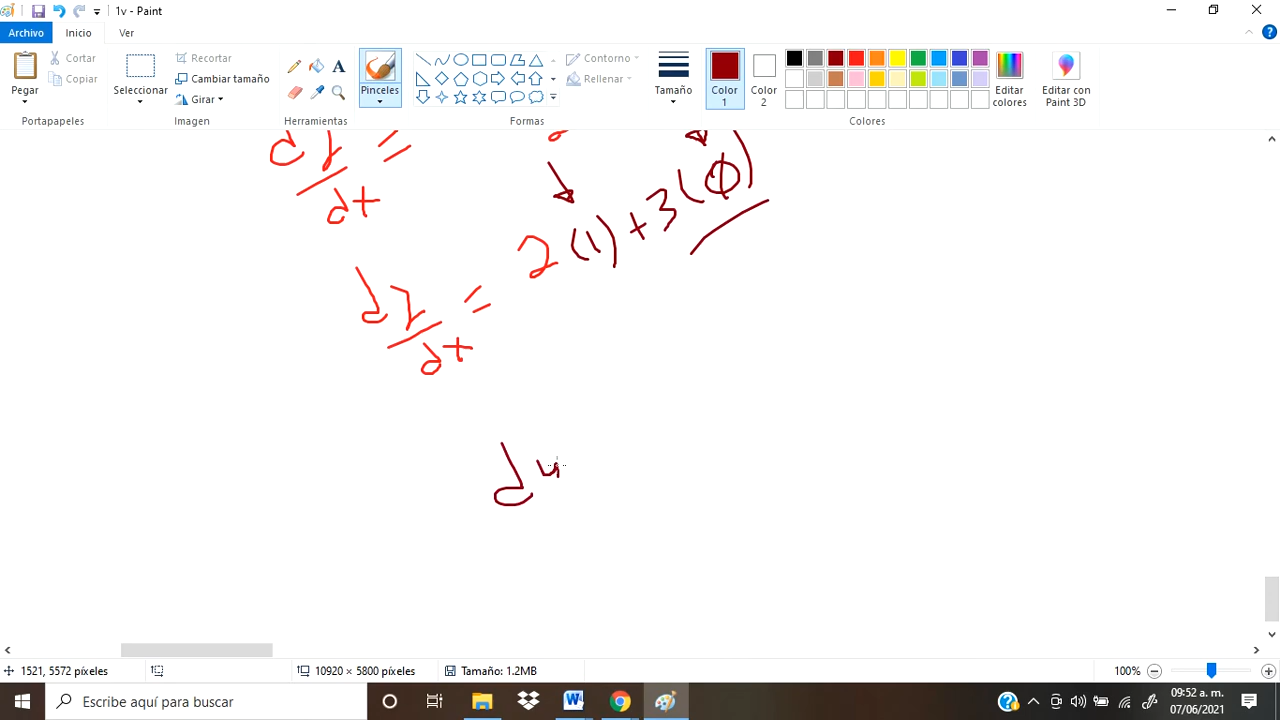 1v - Paint
Archivo Inicio Ver
Pegar Cortar Copiar Seleccionar Recortar Cambiar tamaño Girar Pinceles Contorno Rellenar Tamaño Color 1 Color 2 Editar colores Editar con Paint 3D
Portapapeles Imagen Herramientas Formas Colores
dt
2(1)+3(0)
=
dt
d
1521, 5572 píxeles 10920 × 5800 píxeles Tamaño: 1.2MB 100%
Escribe aquí para buscar 09:52 a. m.
07/06/2021